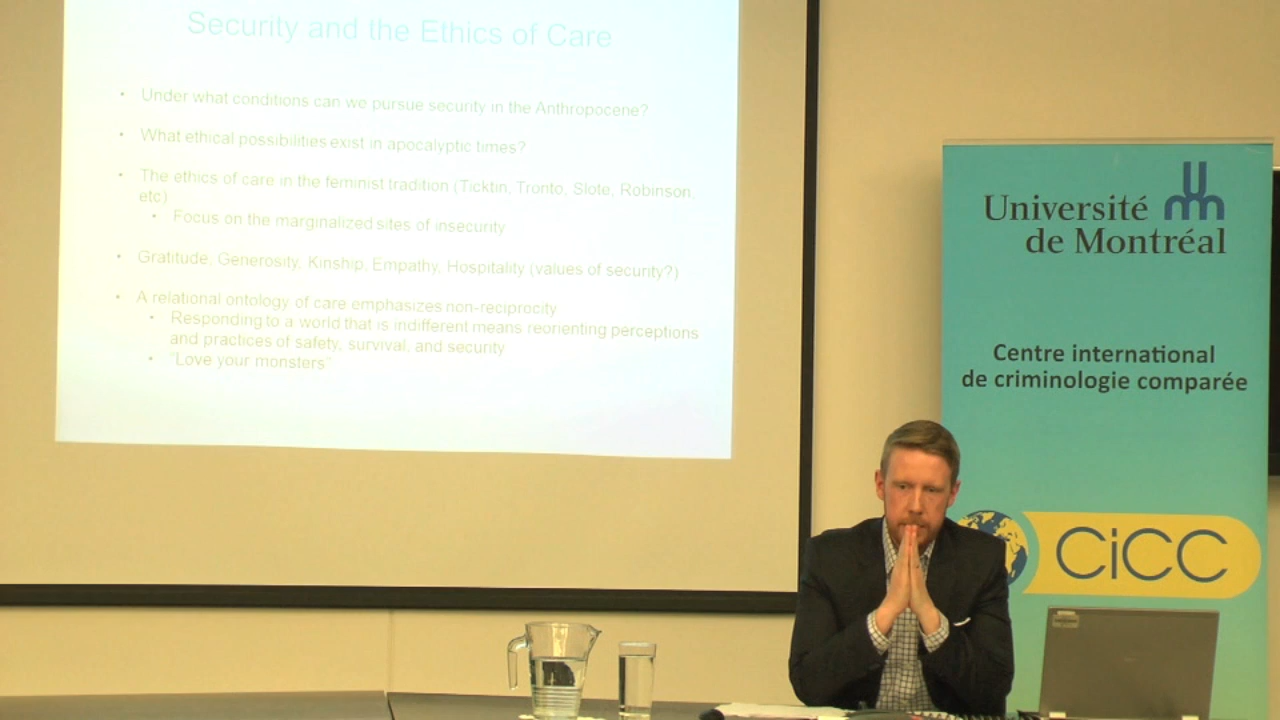 Security and the Ethics of Care
• Under what conditions can we pursue security in the Anthropocene?
• What ethical possibilities exist in apocalyptic times?
• The ethics of care in the feminist tradition (Ticktin, Tronto, Slote, Robinson,
etc)
• Focus on the marginalized sites of insecurity
• Gratitude, Generosity, Kinship, Empathy, Hospitality (values of security?)
• A relational ontology of care emphasizes non-reciprocity
• Responding to a world that is indifferent means reorienting perceptions
and practices of safety, survival, and security
• "Love your monsters"
Université
de Montréal
Centre international
de criminologie comparée
CiCC